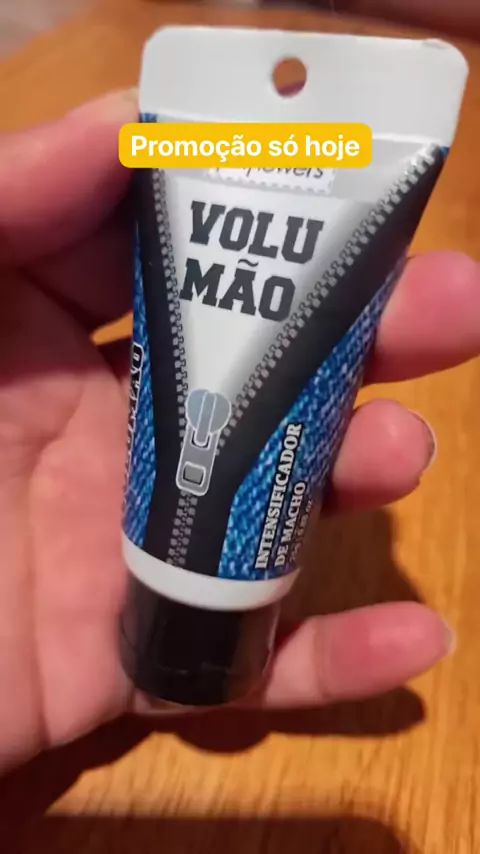 Promoção só hoje
VOLU
MÃO
INTENSIFICADOR
DE MACHO